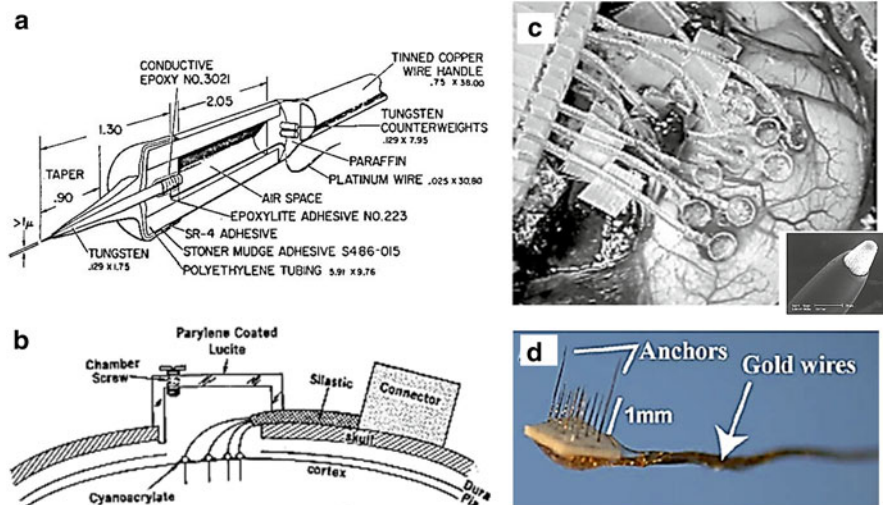 a
CONDUCTIVE
EPOXY NO.3021
2.05
1.30
TAPER
.90
>1μ
TINNED COPPER
WIRE HANDLE
.75 X 38.00
TUNGSTEN
COUNTERWEIGHTS
.129 X 7.95
PARAFFIN
PLATINUM WIRE .025 X 30.80
AIR SPACE
EPOXYLITE ADHESIVE NO.223
SR-4 ADHESIVE
STONER MUDGE ADHESIVE S486-015
POLYETHYLENE TUBING 5.91 X 9.76
TUNGSTEN
.129 X 1.75
b
Parylene Coated
Lucite
Chamber
Screw
Silastic
Connector
skull
cortex
Dura
Cyanoacrylate
c
d
Anchors
Gold wires
1mm